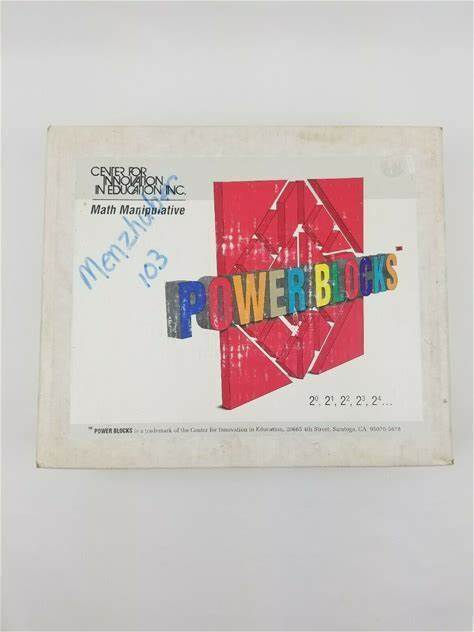 CENTER FOR
INNOVATION
IN EDUCATION INC.
Math Manipulative
Menzhuber
103
POWER BLOCKS™
2⁰, 2¹, 2², 2³, 2⁴...
™ POWER BLOCKS is a trademark of the Center for Innovation in Education, 20665 4th Street, Saratoga, CA 95070-5878